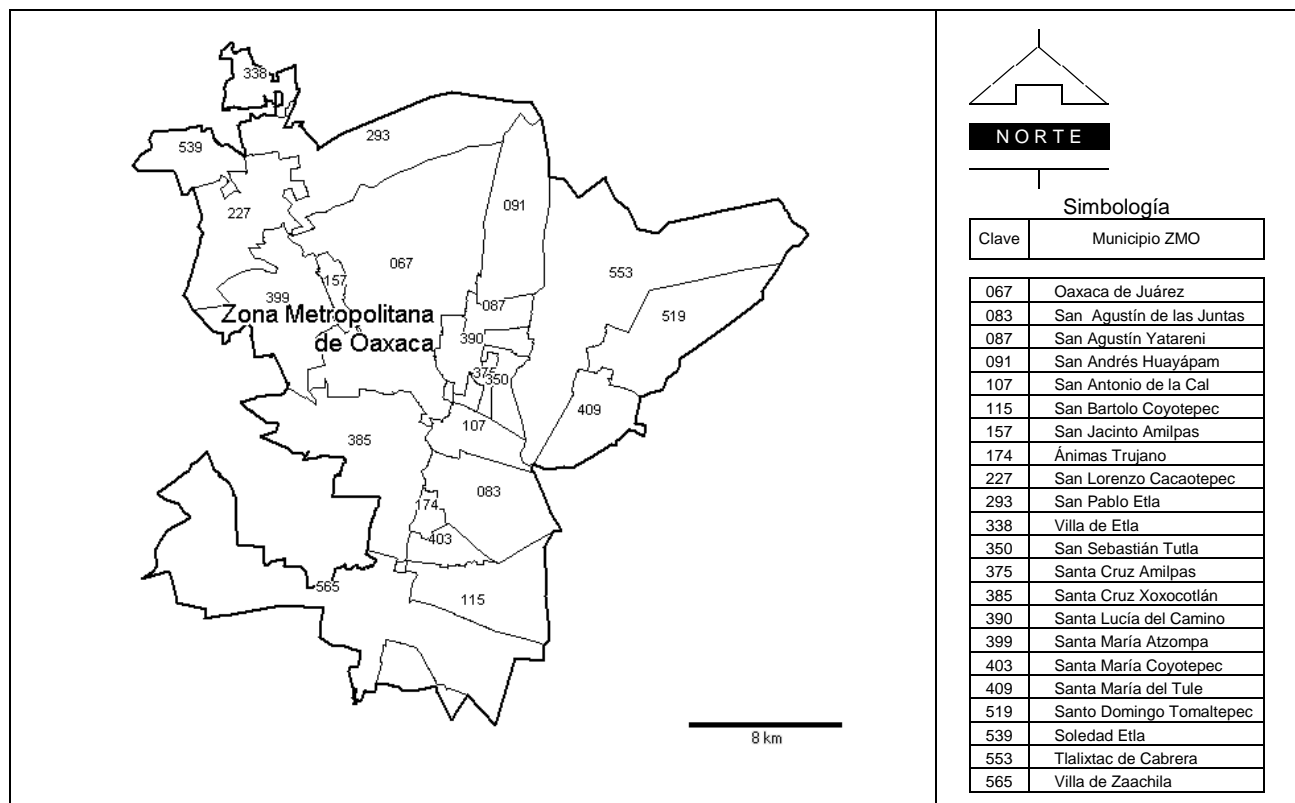 338
293
539
091
227
067
553
157
399
087
519
Zona Metropolitana
de Oaxaca
390
375
350
409
107
385
083
174
403
565
115
8 km
NORTE
Simbología
Clave Municipio ZMO
067 Oaxaca de Juárez
083 San Agustín de las Juntas
087 San Agustín Yatareni
091 San Andrés Huayápam
107 San Antonio de la Cal
115 San Bartolo Coyotepec
157 San Jacinto Amilpas
174 Ánimas Trujano
227 San Lorenzo Cacaotepec
293 San Pablo Etla
338 Villa de Etla
350 San Sebastián Tutla
375 Santa Cruz Amilpas
385 Santa Cruz Xoxocotlán
390 Santa Lucía del Camino
399 Santa María Atzompa
403 Santa María Coyotepec
409 Santa María del Tule
519 Santo Domingo Tomaltepec
539 Soledad Etla
553 Tlalixtac de Cabrera
565 Villa de Zaachila